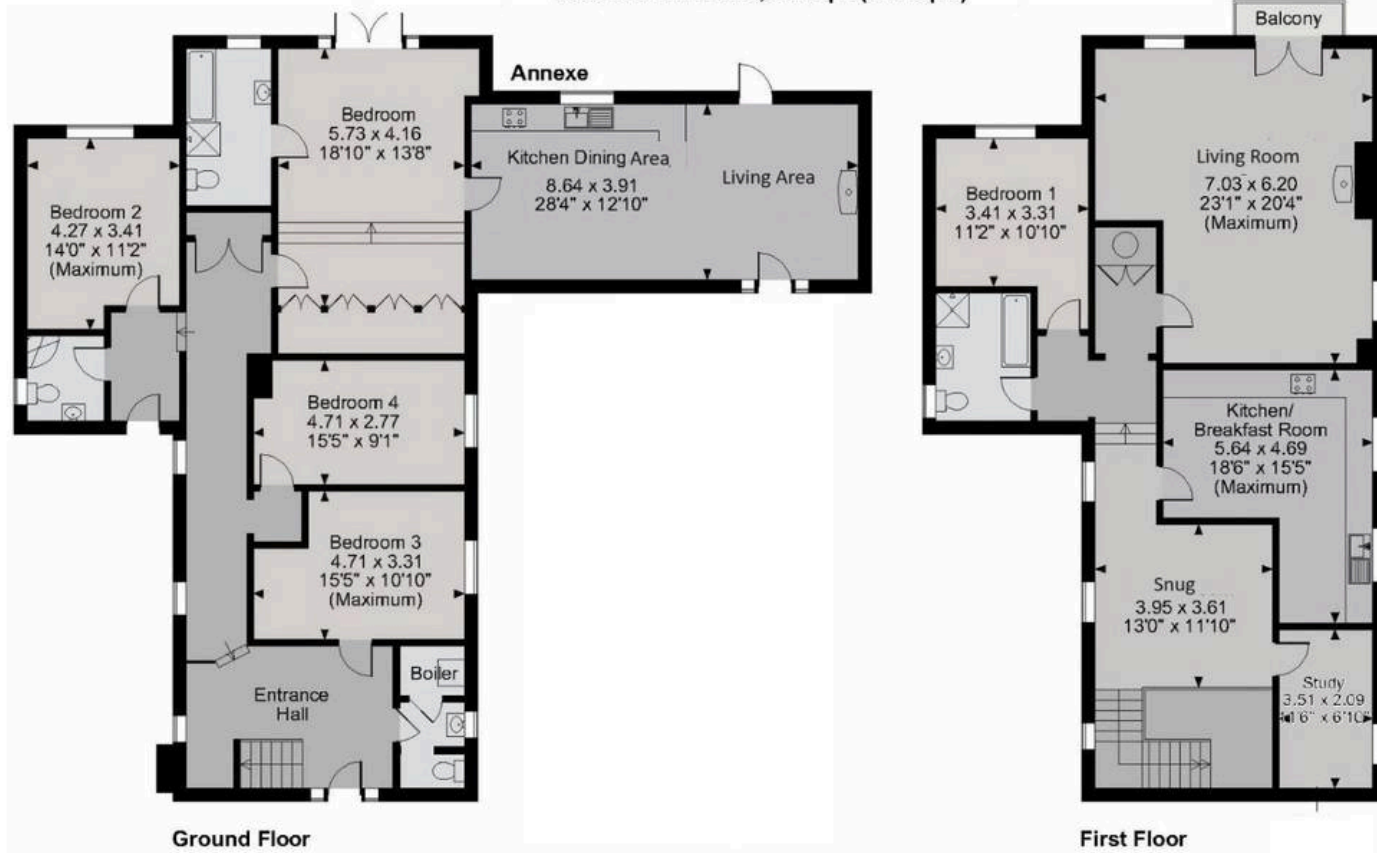 Annexe
Bedroom
5.73 x 4.16
18'10" x 13'8"
Kitchen Dining Area
8.64 x 3.91
28'4" x 12'10"
Living Area
Bedroom 2
4.27 x 3.41
14'0" x 11'2"
(Maximum)
Bedroom 4
4.71 x 2.77
15'5" x 9'1"
Bedroom 3
4.71 x 3.31
15'5" x 10'10"
(Maximum)
Boiler
Entrance
Hall
Ground Floor
Balcony
Living Room
7.03 x 6.20
23'1" x 20'4"
(Maximum)
Bedroom 1
3.41 x 3.31
11'2" x 10'10"
Kitchen/
Breakfast Room
5.64 x 4.69
18'6" x 15'5"
(Maximum)
Snug
3.95 x 3.61
13'0" x 11'10"
Study
3.51 x 2.09
11'6" x 6'10"
First Floor